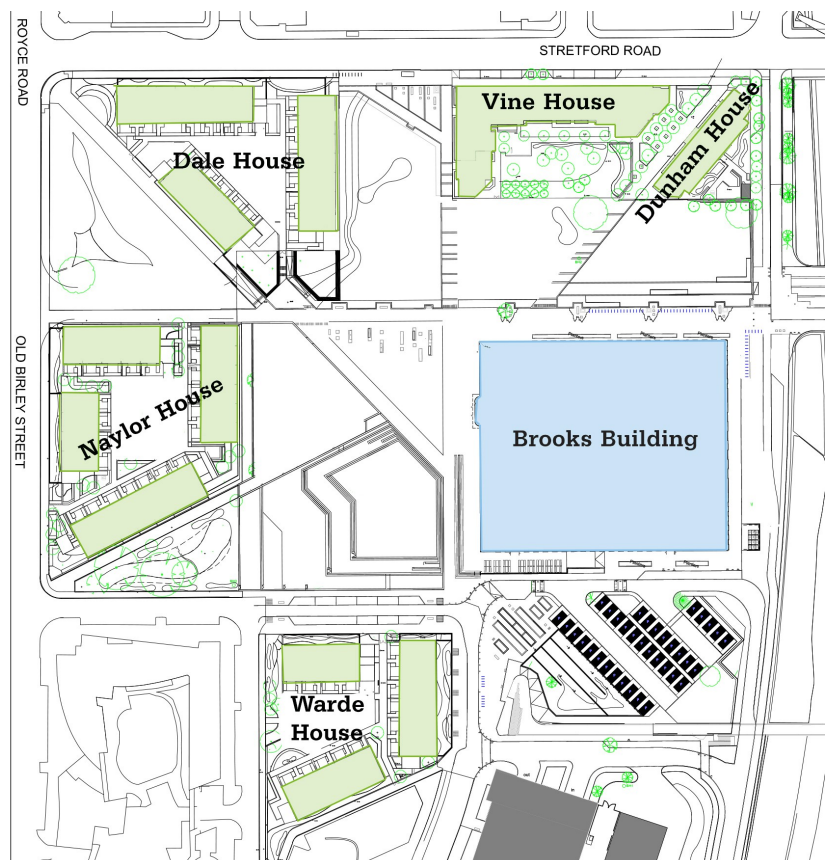 ROYCE ROAD
STRETFORD ROAD
Vine House
Dale House
Dunham House
OLD BIRLEY STREET
Naylor House
Brooks Building
Warde
House